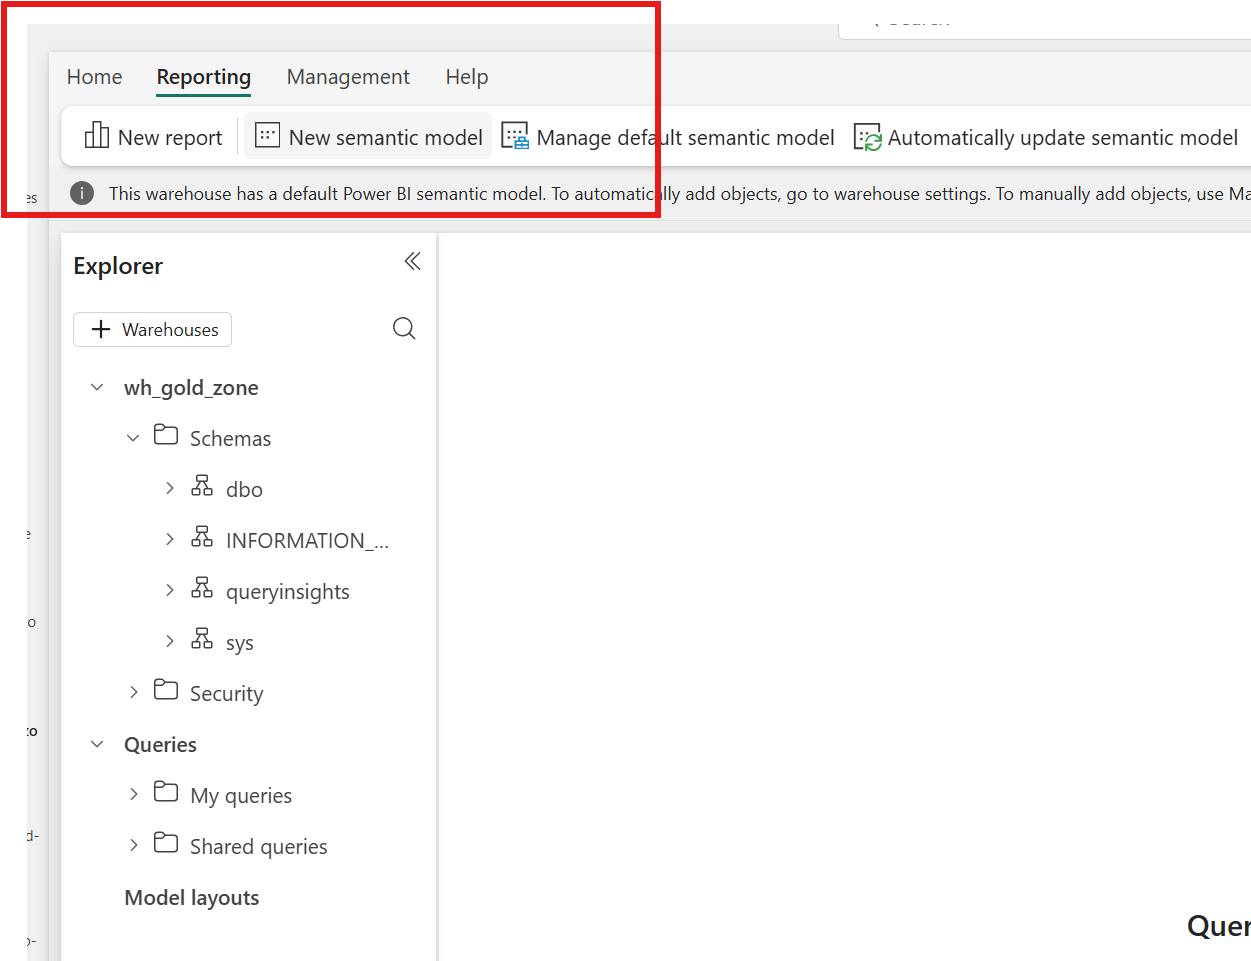 Home Reporting Management Help
New report New semantic model Manage default semantic model Automatically update semantic model
This warehouse has a default Power BI semantic model. To automatically add objects, go to warehouse settings. To manually add objects, use Ma
es
Explorer
Warehouses
wh_gold_zone
Schemas
dbo
INFORMATION_...
e
queryinsights
o
sys
Security
zo
Queries
My queries
d-
Shared queries
Model layouts
Quer
o-